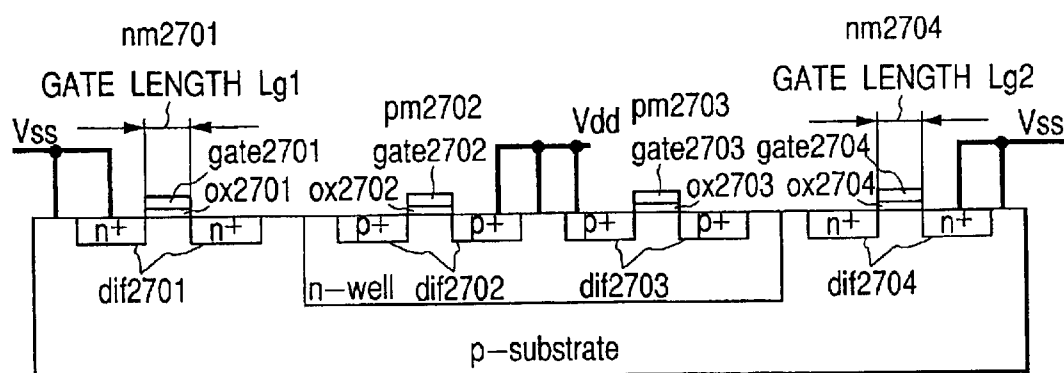 nm2701
nm2704
GATE LENGTH Lg1
GATE LENGTH Lg2
pm2702
pm2703
Vss
Vdd
Vss
gate2701
gate2702
gate2703
gate2704
ox2701
ox2702
ox2703
ox2704
n+
p+
p+
p+
p+
n+
n+
dif2701
n-well
dif2702
dif2703
dif2704
p-substrate